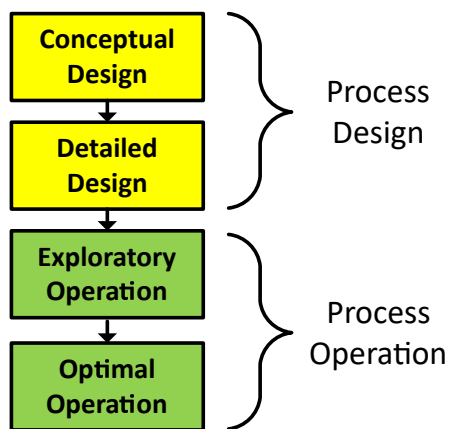 Conceptual
Design
Detailed
Design
Process
Design
Exploratory
Operation
Optimal
Operation
Process
Operation